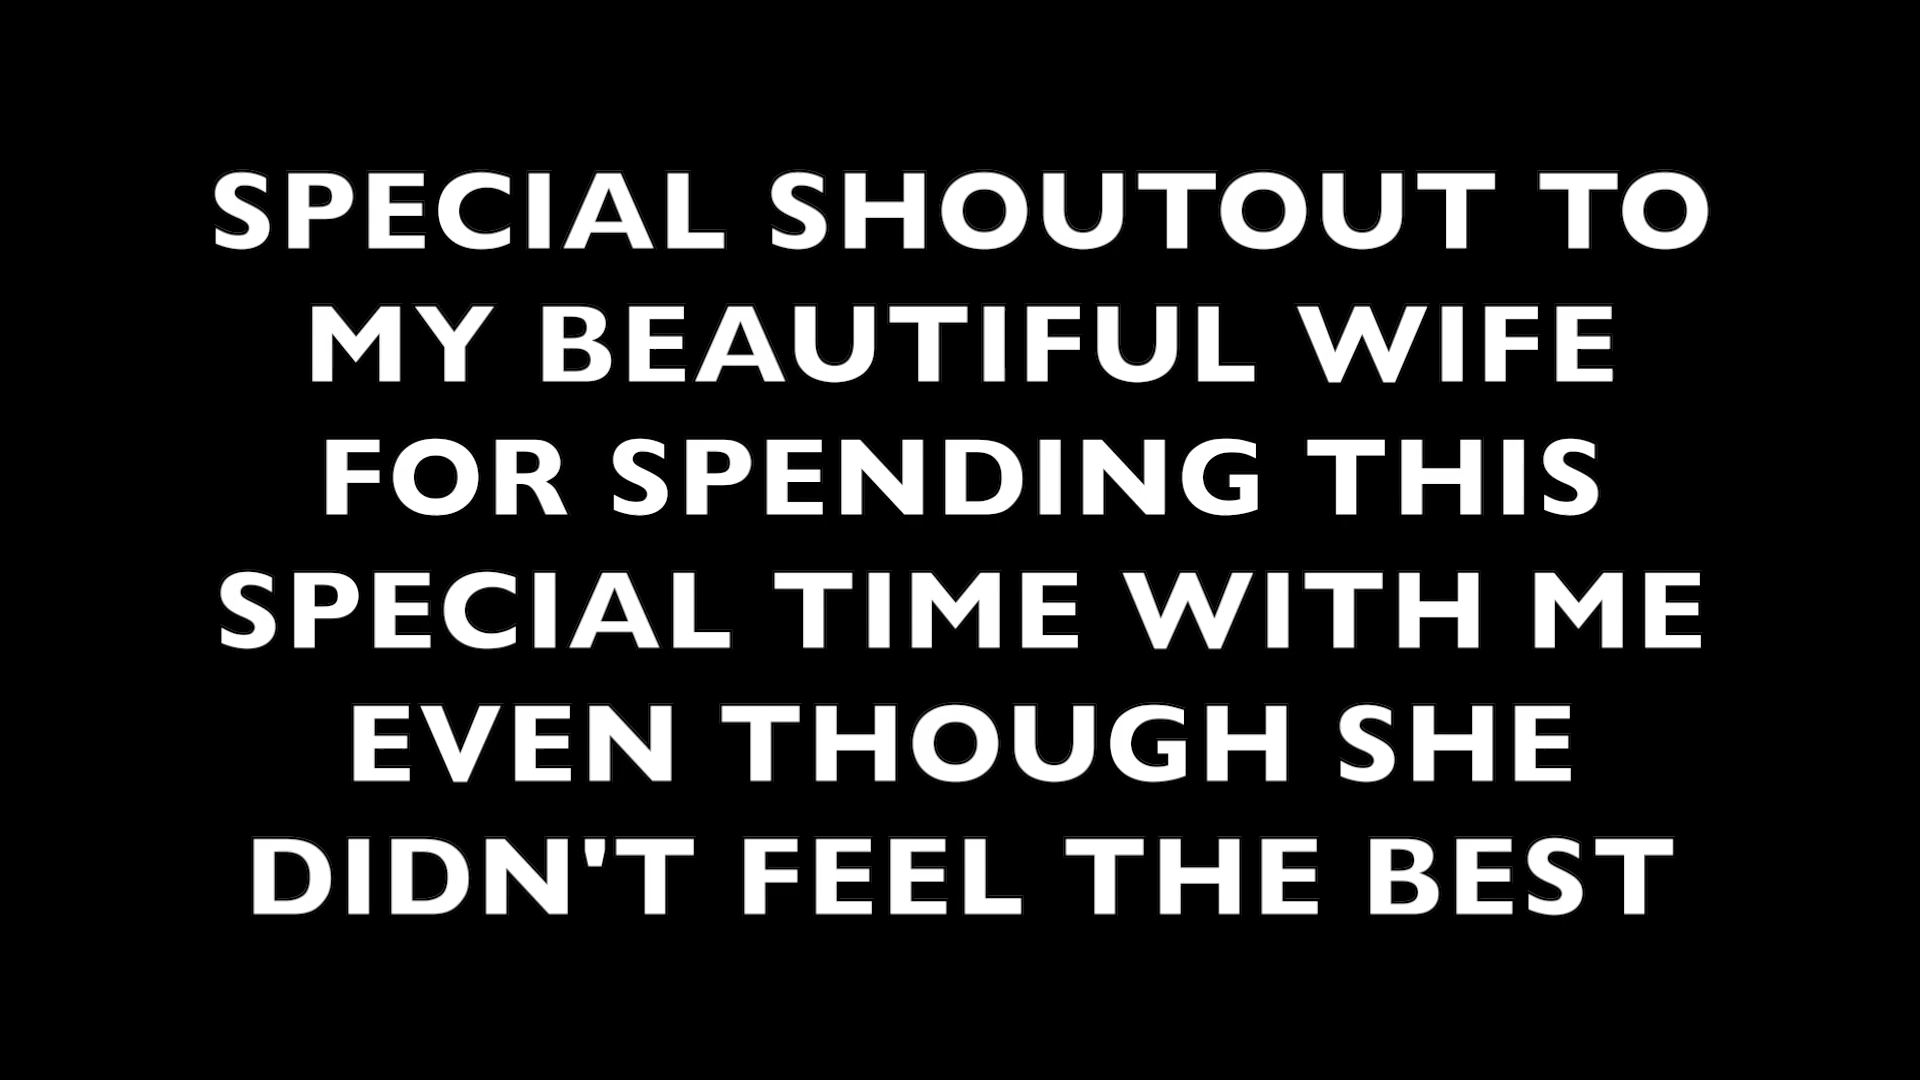 SPECIAL SHOUTOUT TO
MY BEAUTIFUL WIFE
FOR SPENDING THIS
SPECIAL TIME WITH ME
EVEN THOUGH SHE
DIDN'T FEEL THE BEST